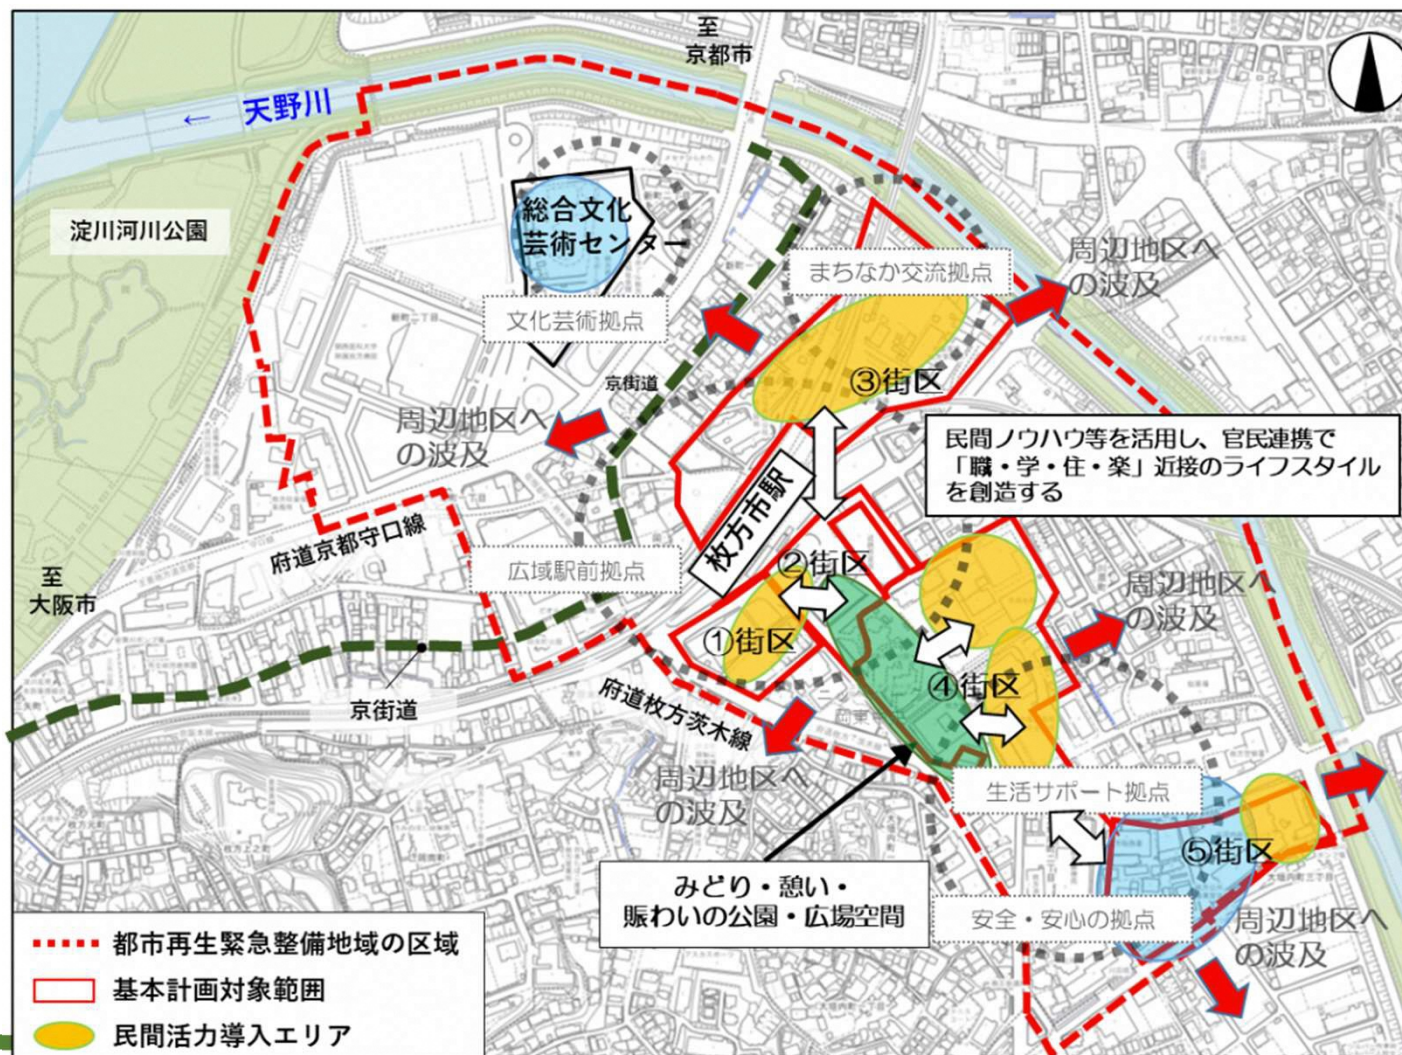 至
京都市
← 天野川
淀川河川公園
総合文化
芸術センター
文化芸術拠点
まちなか交流拠点
周辺地区へ
の波及
③街区
京街道
周辺地区へ
の波及
民間ノウハウ等を活用し、官民連携で
「職・学・住・楽」近接のライフスタイル
を創造する
枚方市駅
府道京都守口線
広域駅前拠点
②街区
至
大阪市
周辺地区へ
の波及
①街区
④街区
京街道
府道枚方茨木線
周辺地区へ
の波及
生活サポート拠点
⑤街区
みどり・憩い・
賑わいの公園・広場空間
安全・安心の拠点
周辺地区へ
の波及
都市再生緊急整備地域の区域
基本計画対象範囲
民間活力導入エリア